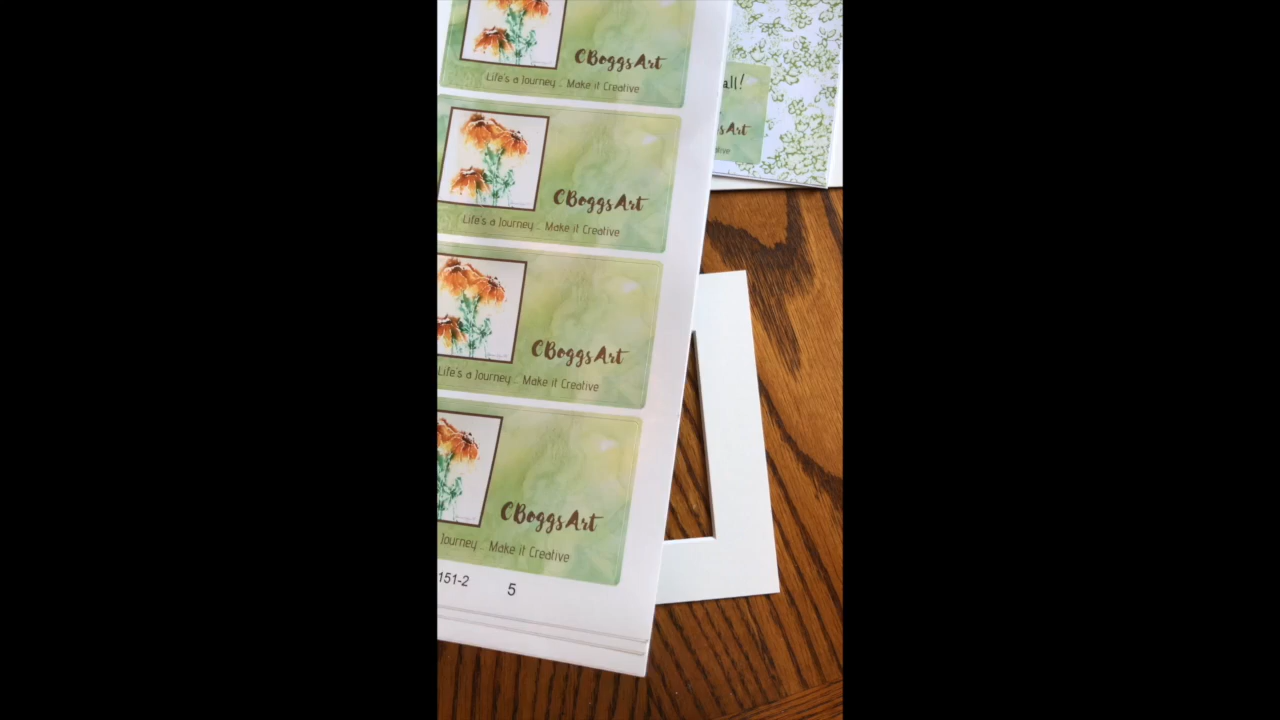 CBoggsArt
Life's a Journey... Make it Creative
all!
sArt
CBoggsArt
Life's a Journey... Make it Creative
CBoggsArt
Life's a Journey... Make it Creative
CBoggsArt
Journey... Make it Creative
151-2
5